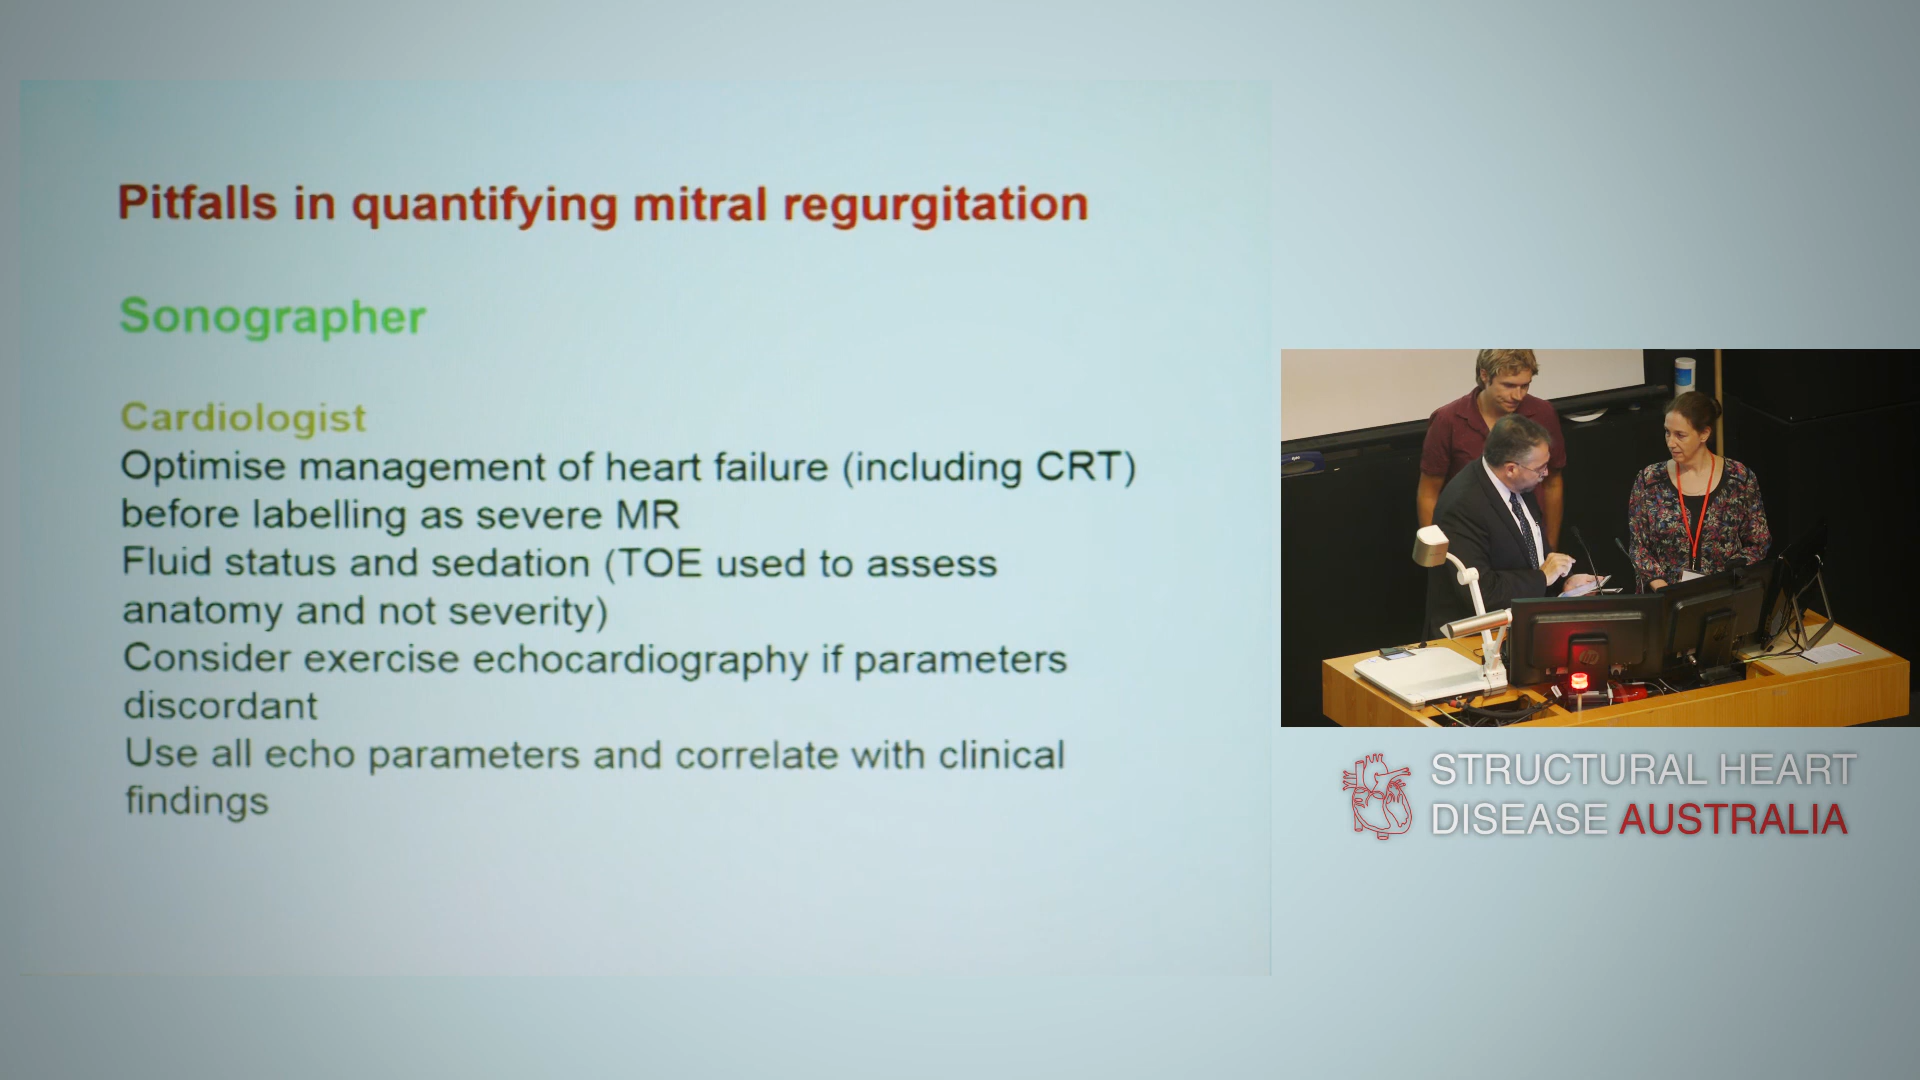 Pitfalls in quantifying mitral regurgitation
Sonographer
Cardiologist
Optimise management of heart failure (including CRT)
before labelling as severe MR
Fluid status and sedation (TOE used to assess
anatomy and not severity)
Consider exercise echocardiography if parameters
discordant
Use all echo parameters and correlate with clinical
findings
STRUCTURAL HEART
DISEASE AUSTRALIA